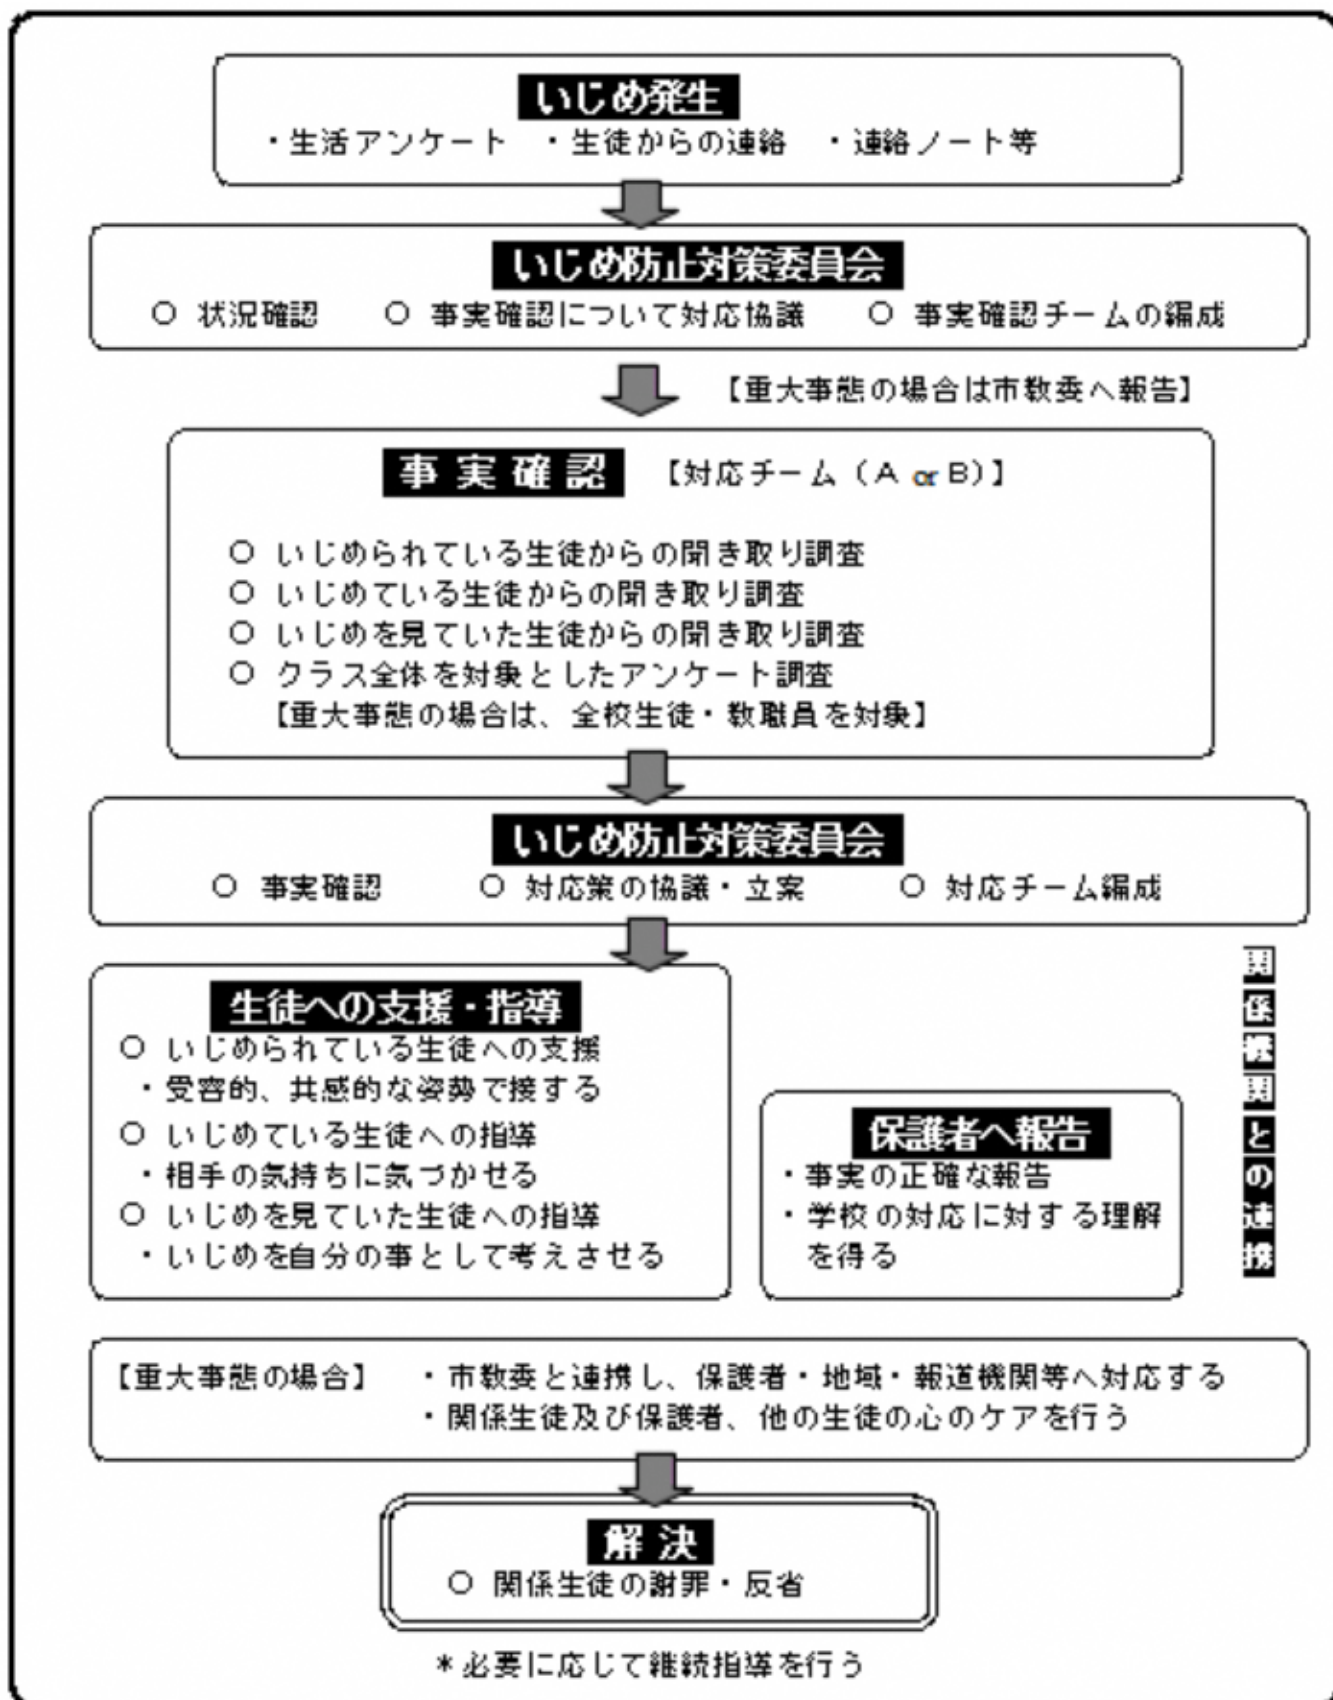 いじめ発生
・生活アンケート ・生徒からの連絡 ・連絡ノート等
いじめ防止対策委員会
○ 状況確認 ○ 事実確認について対応協議 ○ 事実確認チームの編成
【重大事態の場合は市教委へ報告】
事実確認 【対応チーム（A or B）】
○ いじめられている生徒からの聞き取り調査
○ いじめている生徒からの聞き取り調査
○ いじめを見ていた生徒からの聞き取り調査
○ クラス全体を対象としたアンケート調査
【重大事態の場合は、全校生徒・教職員を対象】
いじめ防止対策委員会
○ 事実確認 ○ 対応策の協議・立案 ○ 対応チーム編成
生徒への支援・指導
○ いじめられている生徒への支援
・受容的、共感的な姿勢で接する
○ いじめている生徒への指導
・相手の気持ちに気づかせる
○ いじめを見ていた生徒への指導
・いじめを自分の事として考えさせる
保護者へ報告
・事実の正確な報告
・学校の対応に対する理解
を得る
関係機関との連携
【重大事態の場合】 ・市教委と連携し、保護者・地域・報道機関等へ対応する
・関係生徒及び保護者、他の生徒の心のケアを行う
解決
○ 関係生徒の謝罪・反省
＊必要に応じて継続指導を行う